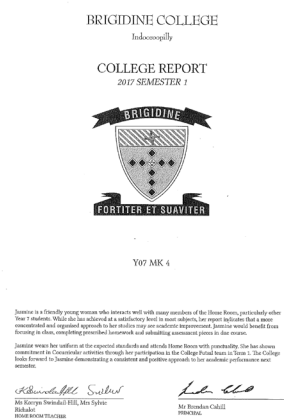 BRIGIDINE COLLEGE
Indooroopilly
COLLEGE REPORT
2017 SEMESTER 1
BRIGIDINE
FORTITER ET SUAVITER
Y07 MK 4
Jasmine is a friendly young woman who interacts well with many members of the Home Room, particularly other
Year 7 students. While she has achieved at a satisfactory level in most subjects, her report indicates that a more
concentrated and organised approach to her studies may see academic improvement. Jasmine would benefit from
focusing in class, completing prescribed homework and submitting assessment pieces in due course.
Jasmine wears her uniform at the expected standards and attends Home Room with punctuality. She has shown
commitment in Cocurricular activities through her participation in the College Futsal team in Term 1. The College
looks forward to Jasmine demonstrating a consistent and positive approach to her academic performance next
semester.
Ms Karryn Swindail-Hill, Mrs Sylvie
HOME ROOM TEACHER
Mr Brendan Cahill
PRINCIPAL